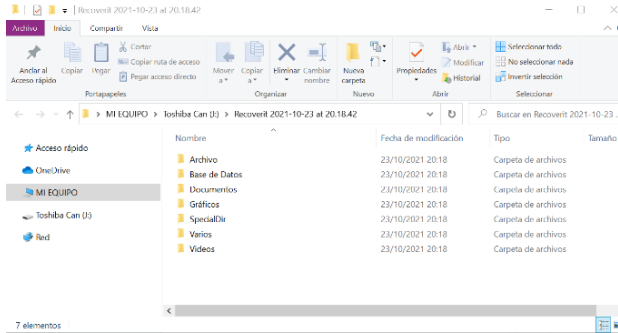 Recoverit 2021-10-23 at 20.18.42
Archivo Inicio Compartir Vista
Anclar al Acceso rápido
Copiar
Pegar
Cortar
Copiar ruta de acceso
Pegar acceso directo
Portapapeles
Mover a
Copiar a
Eliminar
Cambiar nombre
Organizar
Nueva carpeta
Nuevo
Propiedades
Abrir
Modificar
Historial
Abrir
Seleccionar todo
No seleccionar nada
Invertir selección
Seleccionar
MI EQUIPO > Toshiba Can (J:) > Recoverit 2021-10-23 at 20.18.42
Buscar en Recoverit 2021-10-23 ...
Acceso rápido
OneDrive
MI EQUIPO
Toshiba Can (J:)
Red
Nombre Fecha de modificación Tipo Tamaño
Archivo 23/10/2021 20:18 Carpeta de archivos
Base de Datos 23/10/2021 20:18 Carpeta de archivos
Documentos 23/10/2021 20:18 Carpeta de archivos
Gráficos 23/10/2021 20:18 Carpeta de archivos
SpecialDir 23/10/2021 20:18 Carpeta de archivos
Varios 23/10/2021 20:18 Carpeta de archivos
Videos 23/10/2021 20:18 Carpeta de archivos
7 elementos